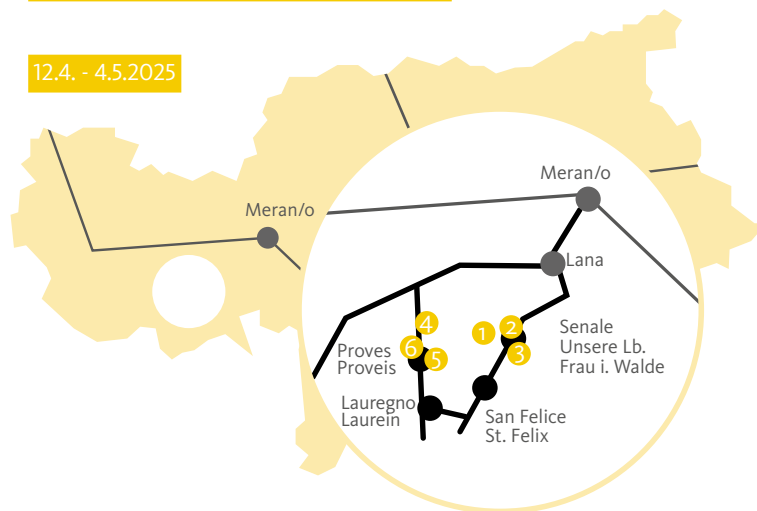 12.4. - 4.5.2025
Meran/o
Meran/o
Lana
4
1
2
3
6
5
Senale
Unsere Lb.
Frau i. Walde
Proves
Proveis
Lauregno
Laurein
San Felice
St. Felix